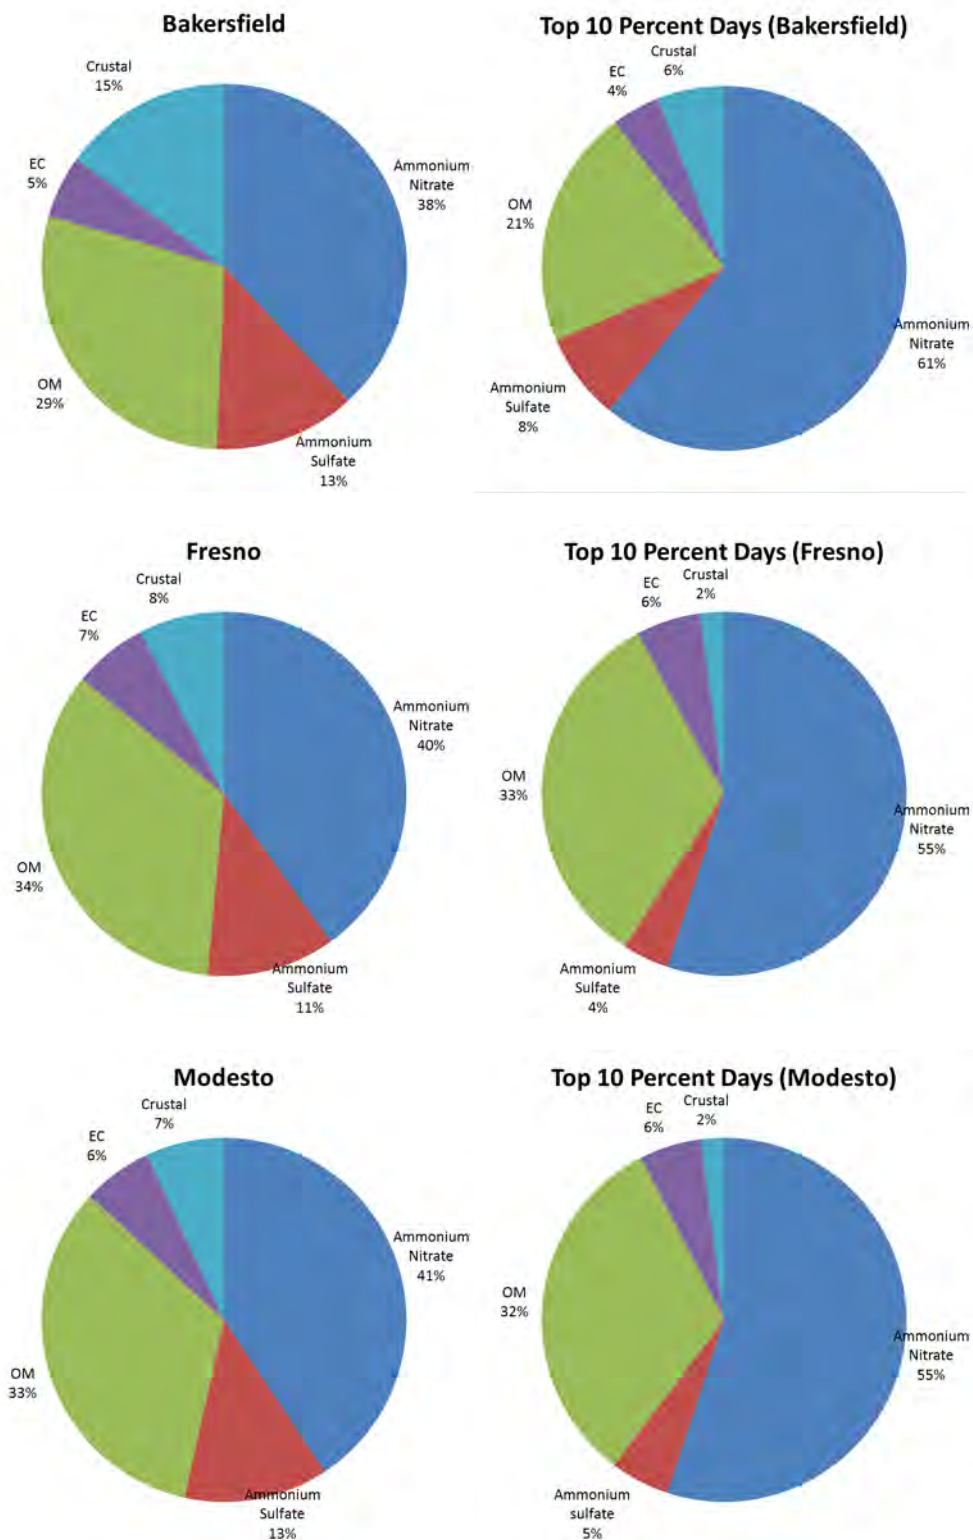 Bakersfield
Crustal
15%
EC
5%
OM
29%
Ammonium
Nitrate
38%
Ammonium
Sulfate
13%
Top 10 Percent Days (Bakersfield)
Crustal
6%
EC
4%
OM
21%
Ammonium
Sulfate
8%
Ammonium
Nitrate
61%
Fresno
Crustal
8%
EC
7%
OM
34%
Ammonium
Nitrate
40%
Ammonium
Sulfate
11%
Top 10 Percent Days (Fresno)
Crustal
2%
EC
6%
OM
33%
Ammonium
Sulfate
4%
Ammonium
Nitrate
55%
Modesto
Crustal
7%
EC
6%
OM
33%
Ammonium
Nitrate
41%
Ammonium
Sulfate
13%
Top 10 Percent Days (Modesto)
Crustal
2%
EC
6%
OM
32%
Ammonium
sulfate
5%
Ammonium
Nitrate
55%